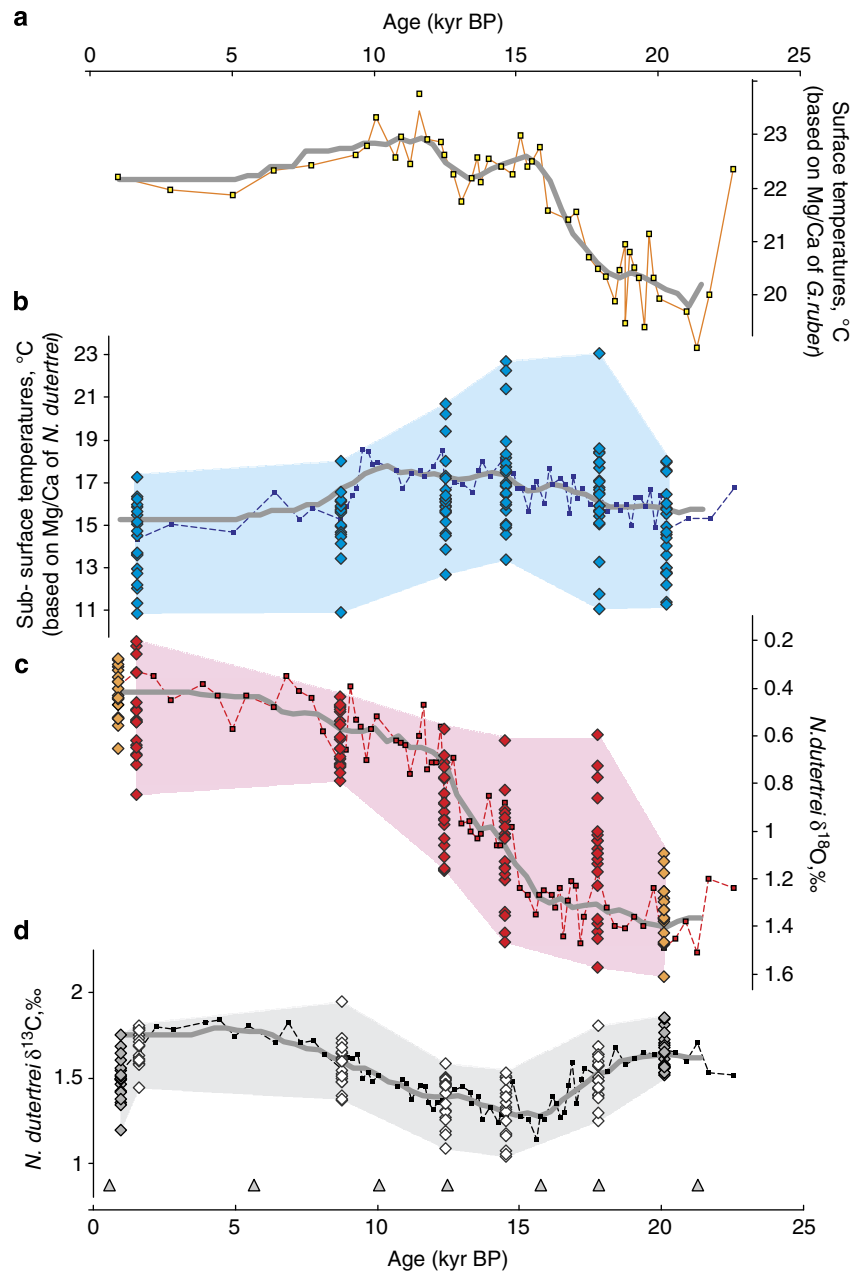 a
Age (kyr BP)
0 5 10 15 20 25
23
22
21
20
Surface temperatures, °C
(based on Mg/Ca of G.ruber)
b
23
21
19
17
15
13
11
Sub- surface temperatures, °C
(based on Mg/Ca of N. dutertrei)
c
0.2
0.4
0.6
0.8
1
1.2
1.4
1.6
N.dutertrei δ18O,‰
d
2
1.5
1
N. dutertrei δ13C,‰
0 5 10 15 20 25
Age (kyr BP)